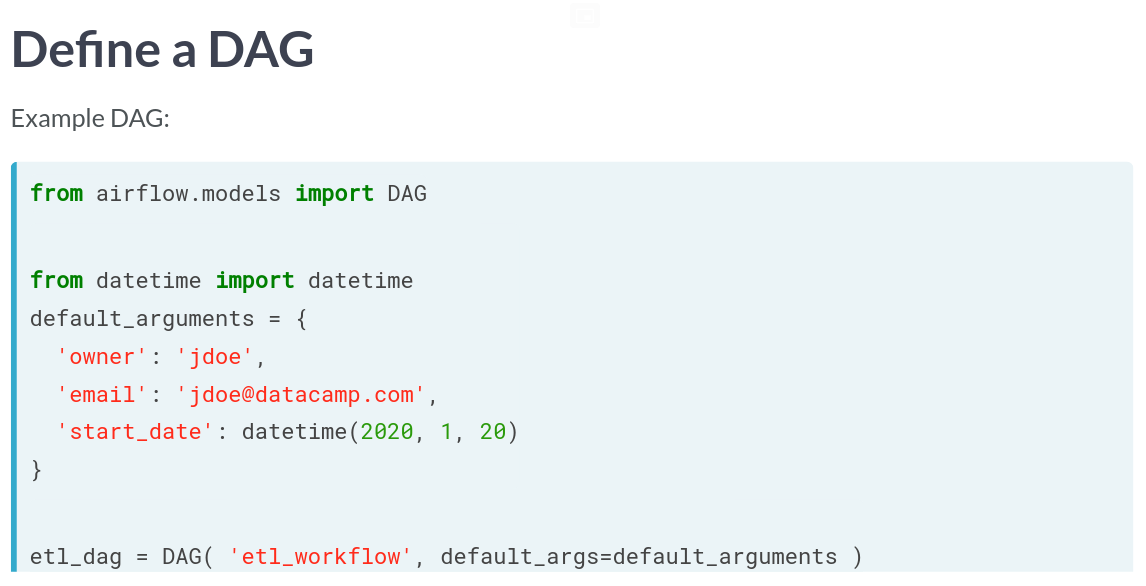 Define a DAG
Example DAG:
from airflow.models import DAG
from datetime import datetime
default_arguments = {
  'owner': 'jdoe',
  'email': 'jdoe@datacamp.com',
  'start_date': datetime(2020, 1, 20)
}
etl_dag = DAG( 'etl_workflow', default_args=default_arguments )